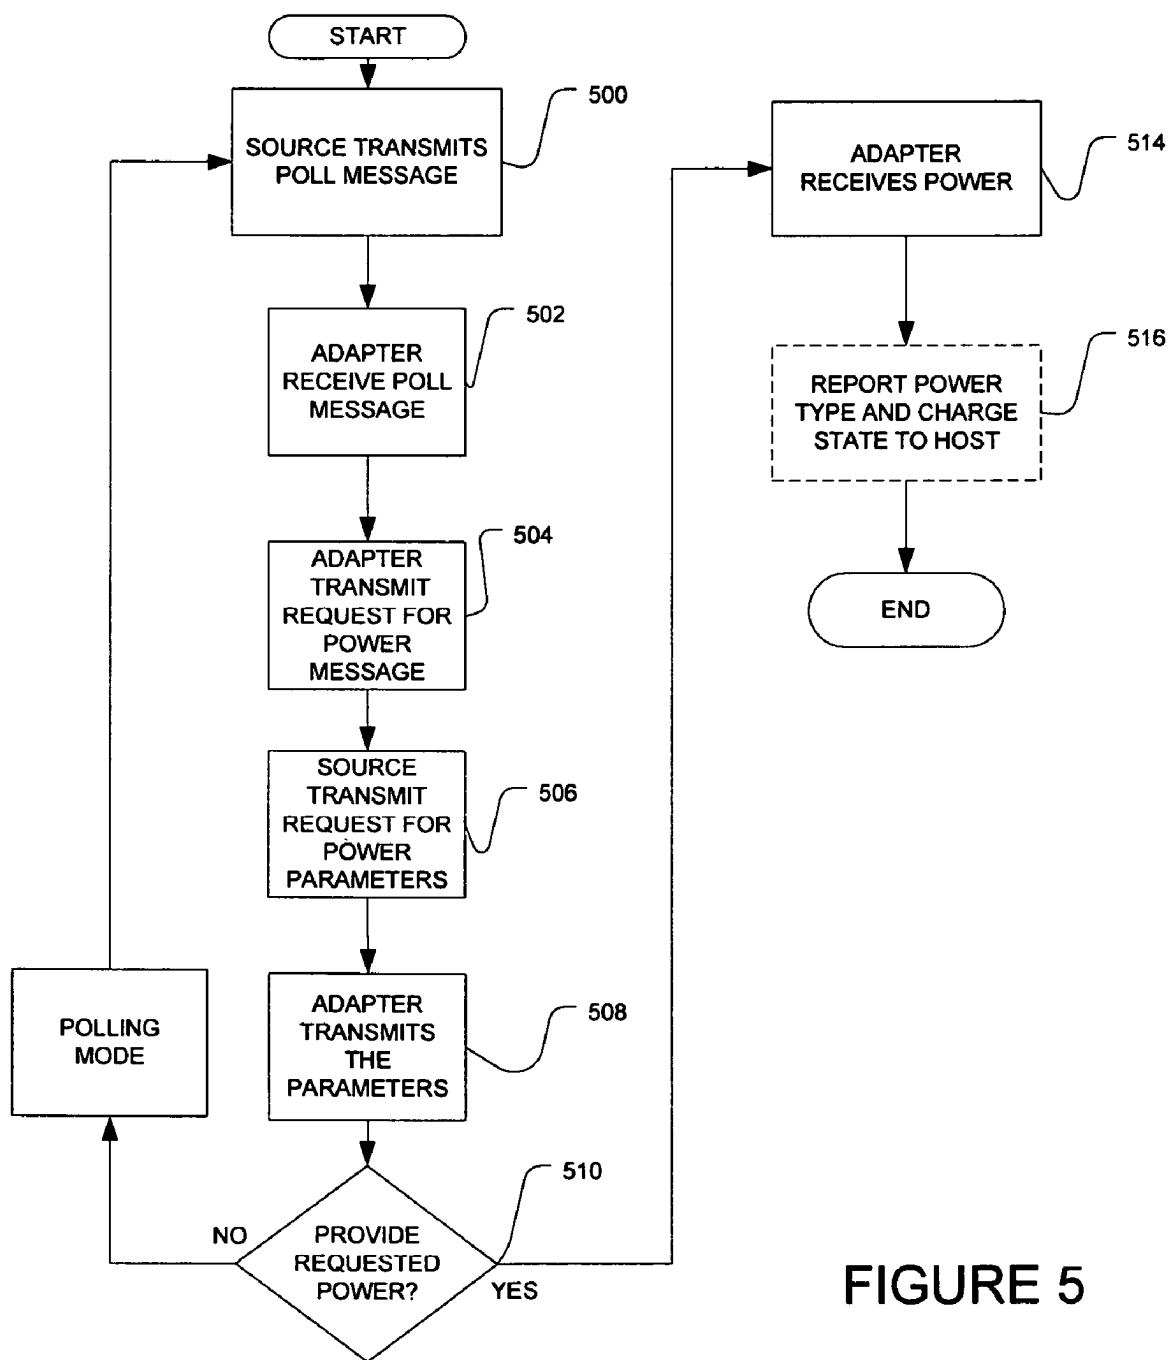 START
SOURCE TRANSMITS
POLL MESSAGE
500
ADAPTER
RECEIVE POLL
MESSAGE
502
ADAPTER
TRANSMIT
REQUEST FOR
POWER
MESSAGE
504
SOURCE
TRANSMIT
REQUEST FOR
POWER
PARAMETERS
506
ADAPTER
TRANSMITS
THE
PARAMETERS
508
PROVIDE
REQUESTED
POWER?
510
NO
YES
POLLING
MODE
ADAPTER
RECEIVES POWER
514
REPORT POWER
TYPE AND CHARGE
STATE TO HOST
516
END
FIGURE 5